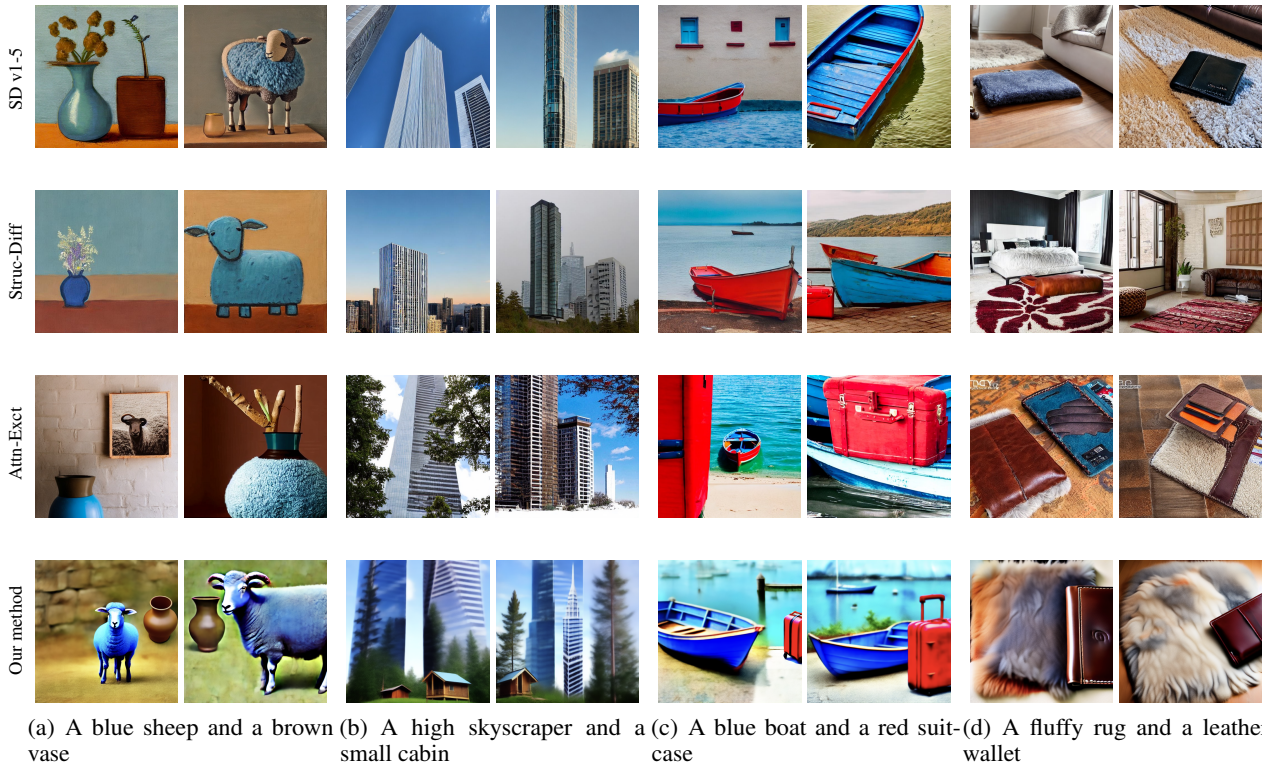 SD v1-5
Struc-Diff
Attn-Exct
Our method
(a) A blue sheep and a brown
vase
(b) A high skyscraper and a
small cabin
(c) A blue boat and a red suit-
case
(d) A fluffy rug and a leather
wallet